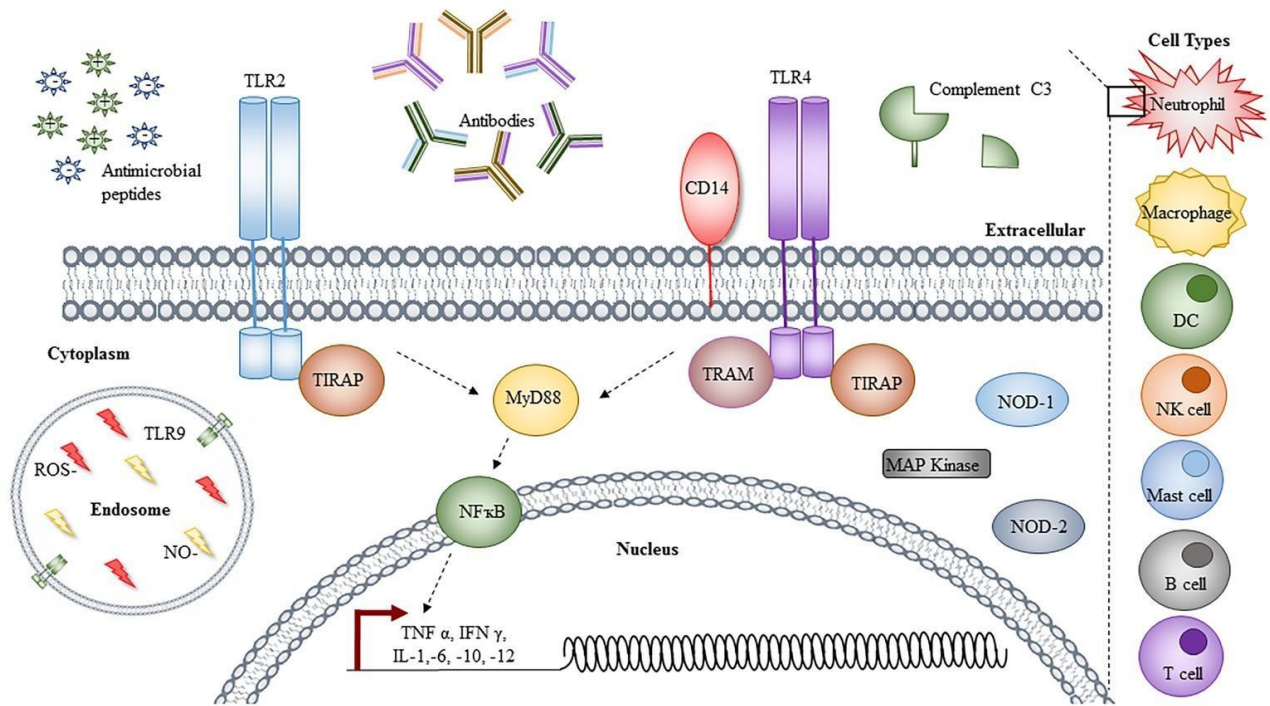 TLR2
TLR4
Cell Types
Complement C3
Neutrophil
Antibodies
Antimicrobial
peptides
CD14
Macrophage
Extracellular
DC
Cytoplasm
TIRAP
MyD88
TRAM
TIRAP
NOD-1
NK cell
TLR9
ROS-
Endosome
NO-
MAP Kinase
Mast cell
NFκB
NOD-2
Nucleus
B cell
TNF α, IFN γ,
IL-1,-6, -10, -12
T cell
+
+
+
+
-
-
-
-